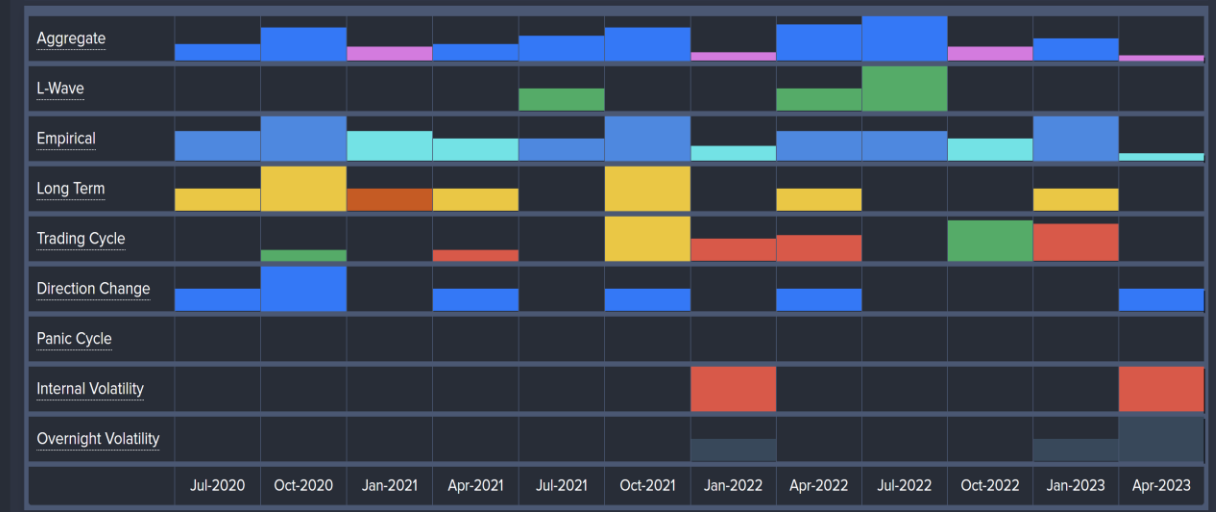 Aggregate
L-Wave
Empirical
Long Term
Trading Cycle
Direction Change
Panic Cycle
Internal Volatility
Overnight Volatility
Jul-2020 Oct-2020 Jan-2021 Apr-2021 Jul-2021 Oct-2021 Jan-2022 Apr-2022 Jul-2022 Oct-2022 Jan-2023 Apr-2023